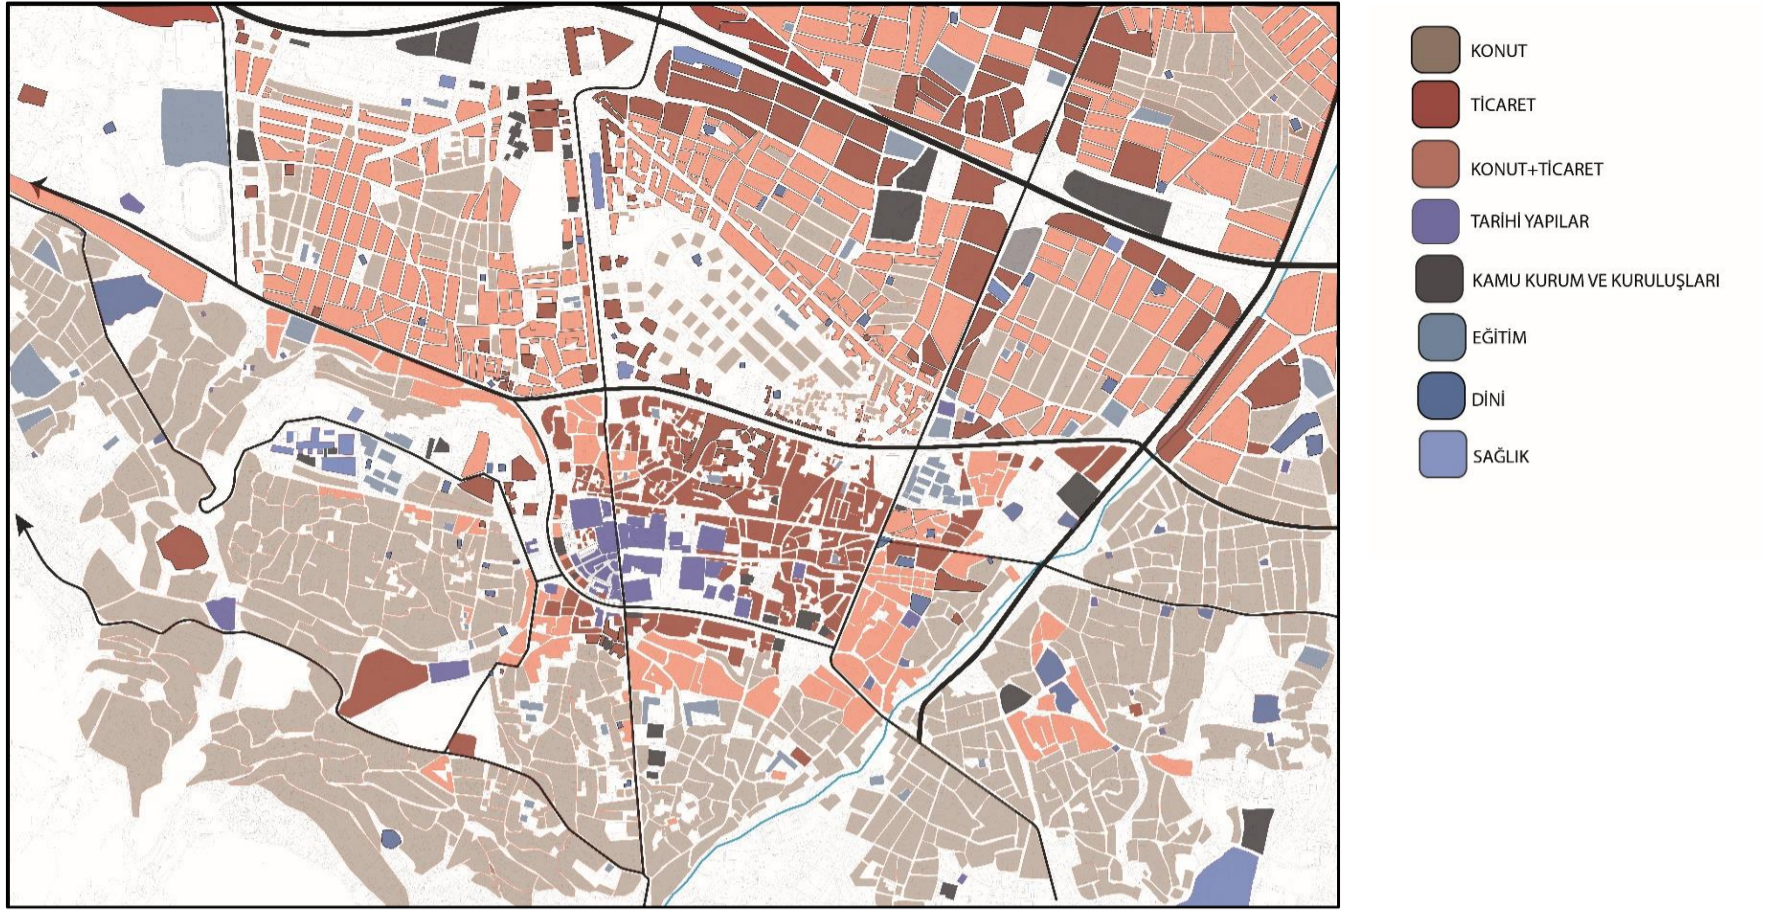 KONUT
TİCARET
KONUT+TİCARET
TARİHİ YAPILAR
KAMU KURUM VE KURULUŞLARI
EĞİTİM
DİNİ
SAĞLIK